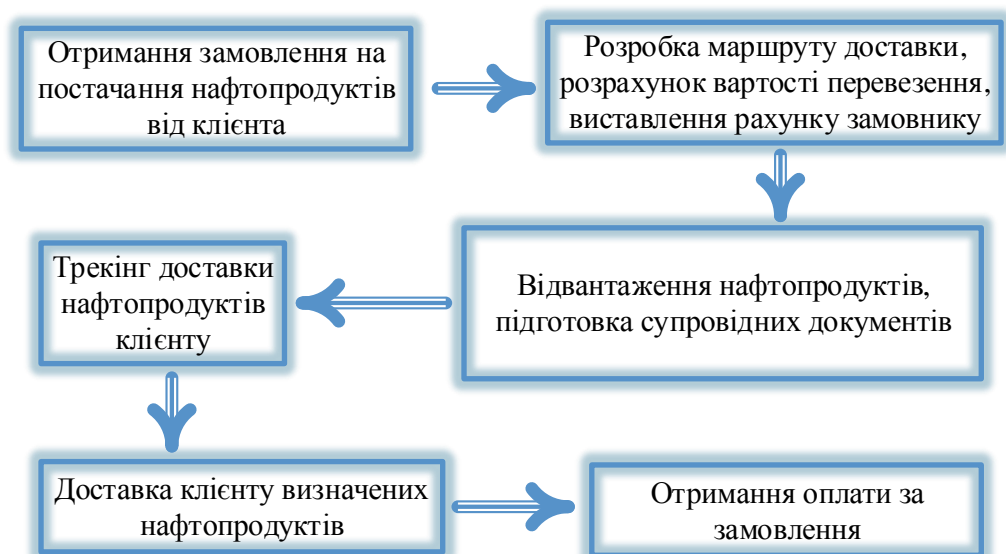 Отримання замовлення на
постачання нафтопродуктів
від клієнта
Розробка маршруту доставки,
розрахунок вартості перевезення,
виставлення рахунку замовнику
Відвантаження нафтопродуктів,
підготовка супровідних документів
Трекінг доставки
нафтопродуктів
клієнту
Доставка клієнту визначених
нафтопродуктів
Отримання оплати за
замовлення